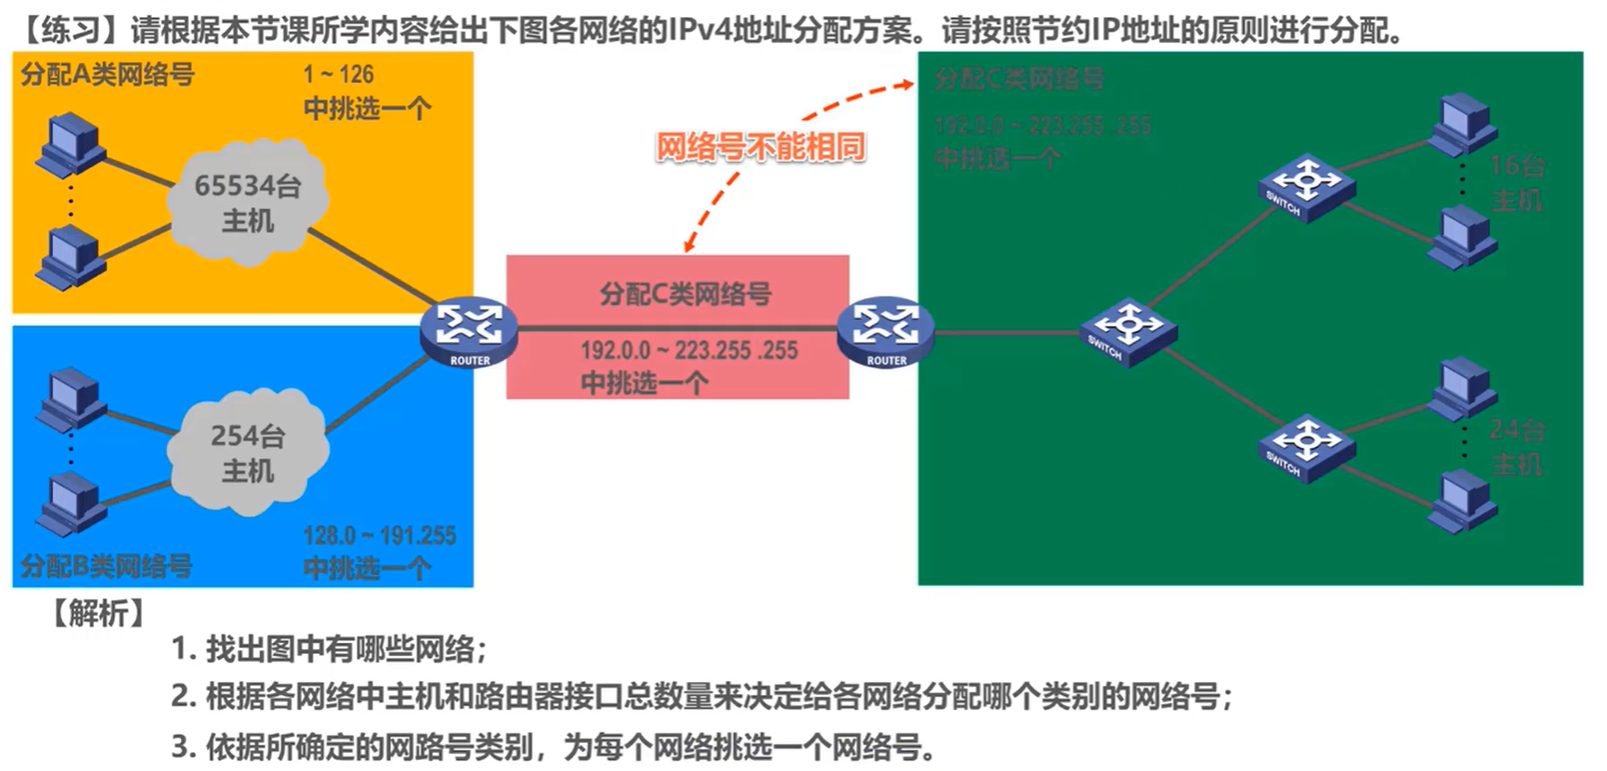 【练习】请根据本节课所学内容给出下图各网络的IPv4地址分配方案。请按照节约IP地址的原则进行分配。
分配A类网络号
1 ~ 126
中挑选一个
65534台
主机
254台
主机
128.0 ~ 191.255
中挑选一个
分配B类网络号
ROUTER
网络号不能相同
分配C类网络号
192.0.0 ~ 223.255 .255
中挑选一个
ROUTER
分配C类网络号
192.0.0 ~ 223.255 .255
中挑选一个
SWITCH
SWITCH
SWITCH
16台
主机
24台
主机
【解析】
1. 找出图中有哪些网络；
2. 根据各网络中主机和路由器接口总数量来决定给各网络分配哪个类别的网络号；
3. 依据所确定的网路号类别，为每个网络挑选一个网络号。